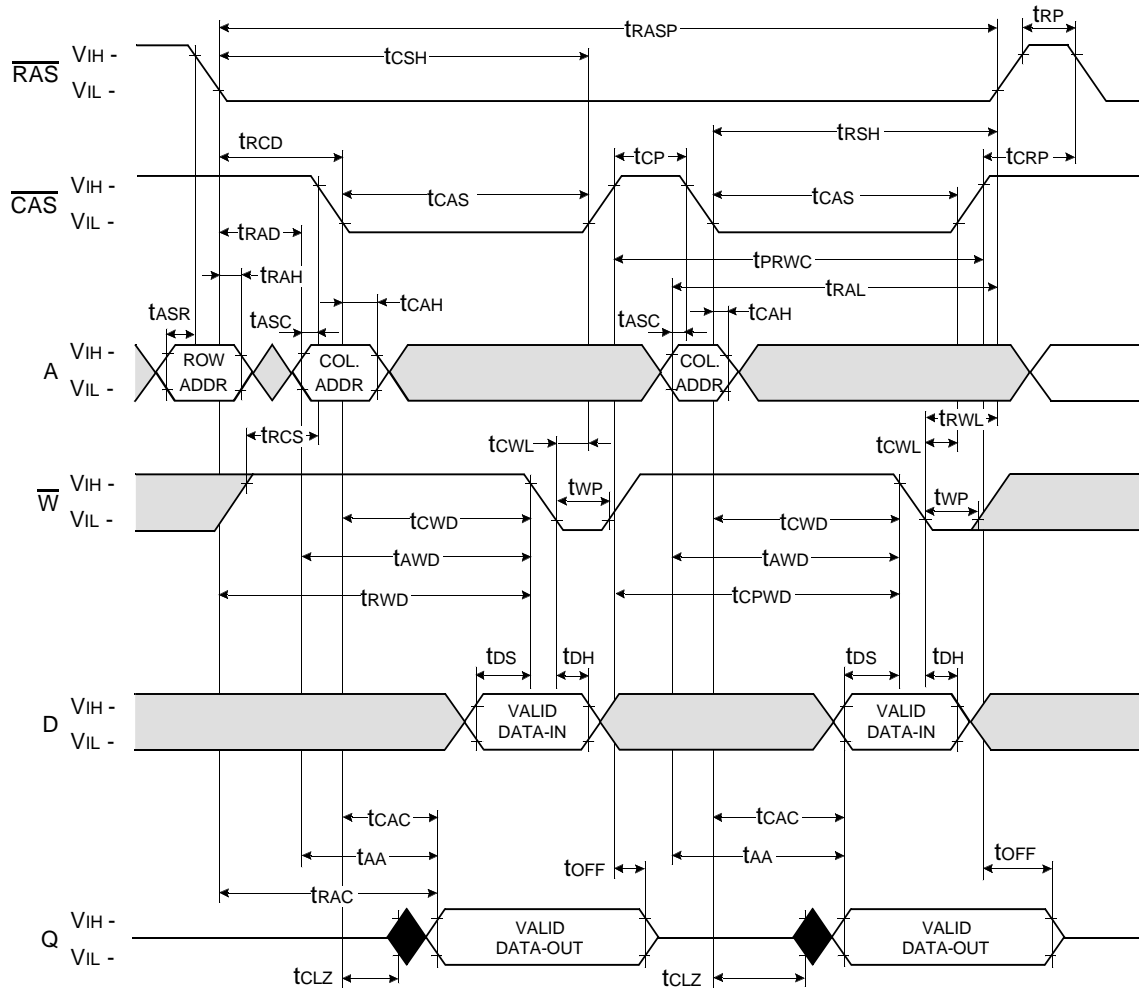 tRASP
tRP
tCSH
RAS
VIH -
VIL -
tRCD
tRSH
tCP
tCRP
CAS
VIH -
VIL -
tCAS
tCAS
tRAD
tPRWC
tRAH
tRAL
tASR
tASC
tCAH
tASC
tCAH
A
VIH -
VIL -
ROW
ADDR
COL.
ADDR
COL.
ADDR
tRCS
tCWL
tRWL
tCWL
W
VIH -
VIL -
tWP
tWP
tCWD
tCWD
tAWD
tAWD
tRWD
tCPWD
tDS
tDH
tDS
tDH
D
VIH -
VIL -
VALID
DATA-IN
VALID
DATA-IN
tCAC
tCAC
tAA
tOFF
tAA
tOFF
tRAC
Q
VIH -
VIL -
VALID
DATA-OUT
VALID
DATA-OUT
tCLZ
tCLZ